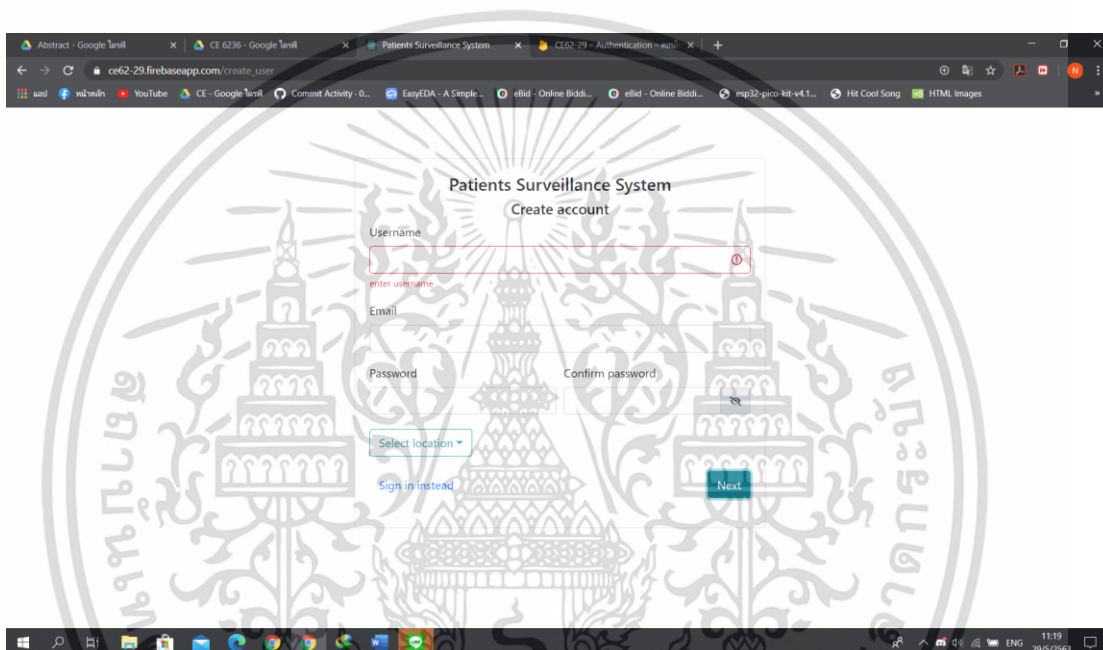 Abstract - Google ไดรฟ์
CE 6236 - Google ไดรฟ์
Patients Surveillance System
CE62-29 – Authentication –
ce62-29.firebaseapp.com/create_user
N
แอป
หน้าหลัก
YouTube
CE - Google ไดรฟ์
Commit Activity · 0...
EasyEDA - A Simple...
eBid - Online Biddi...
eBid - Online Biddi...
esp32-pico-kit-v4.1...
Hit Cool Song
HTML Images
Patients Surveillance System
Create account
Username
enter username
Email
Password Confirm password
Select location
Sign in instead Next
ENG
11:19
29/5/2563